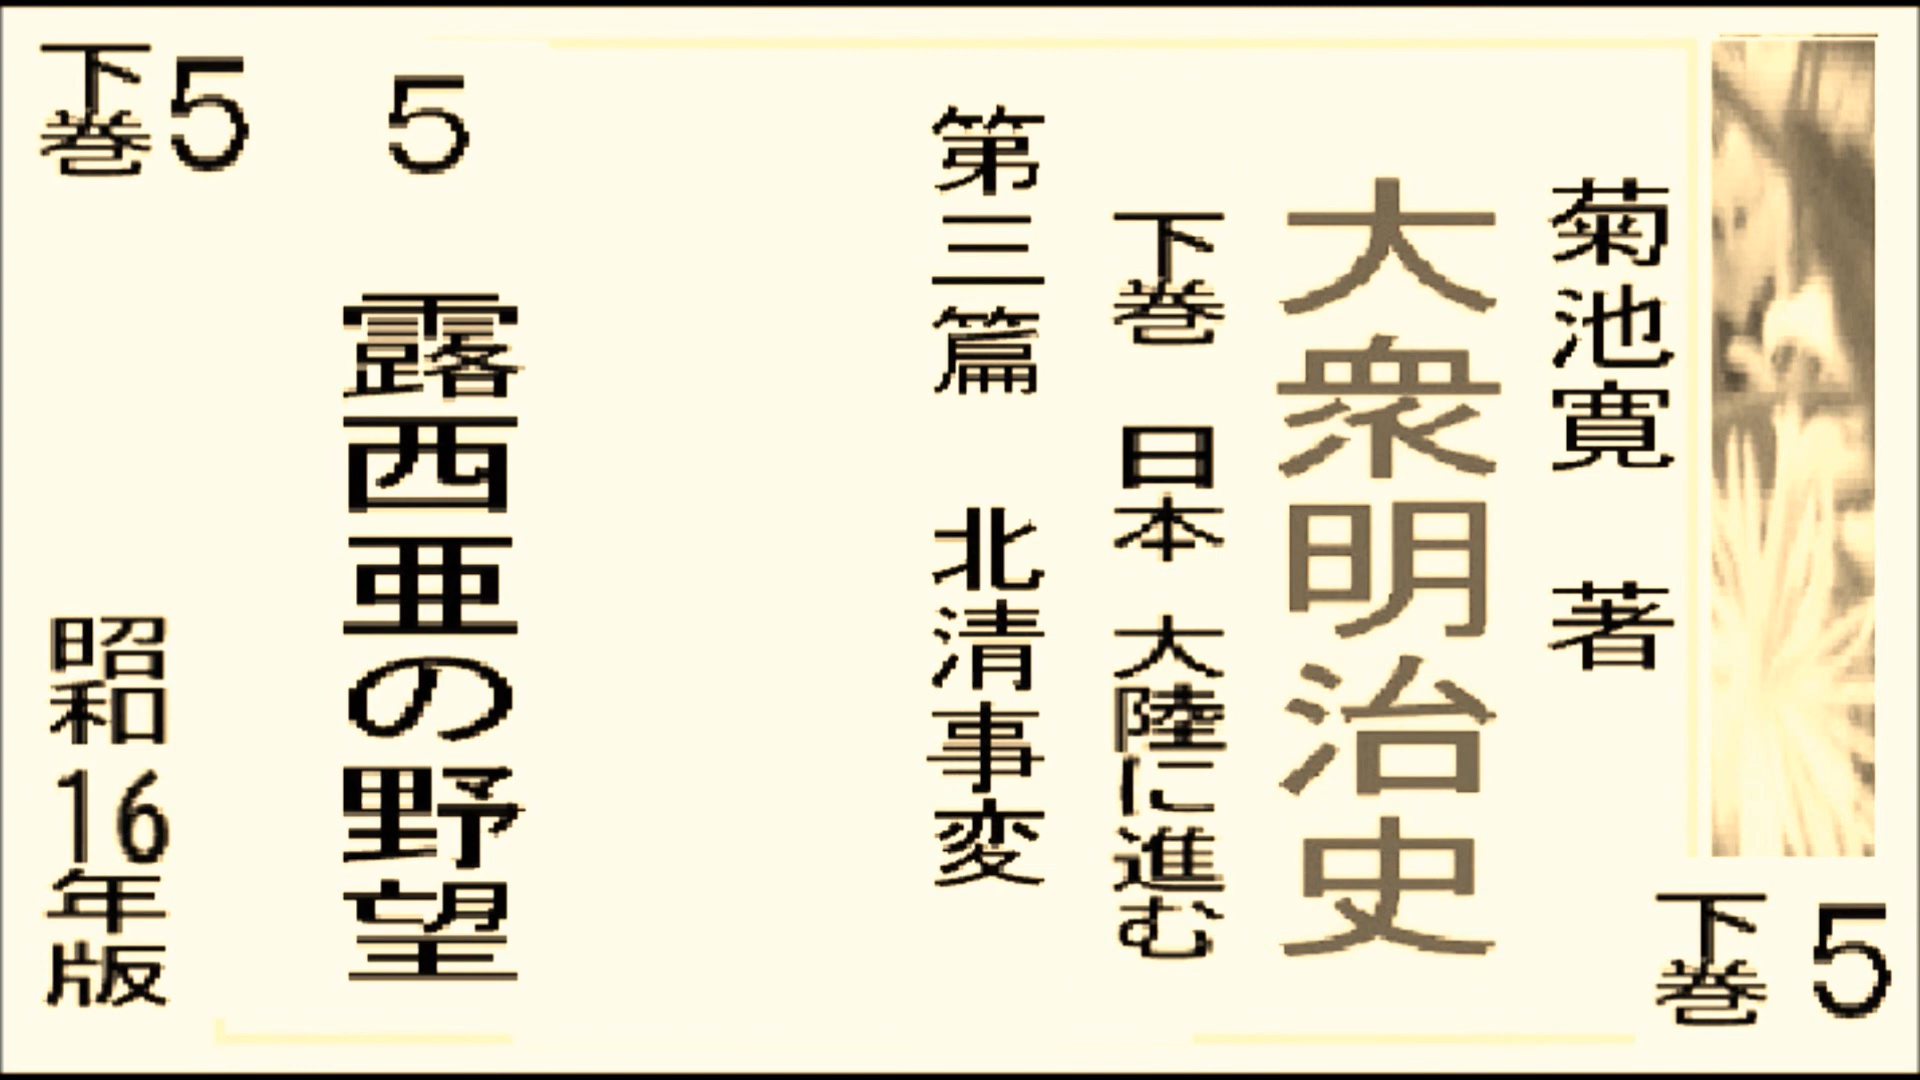 菊池寛 著
大衆明治史
下巻 日本 大陸に進む
第三篇 北清事変
5 露西亜の野望
下巻 5
昭和16年版
下巻 5